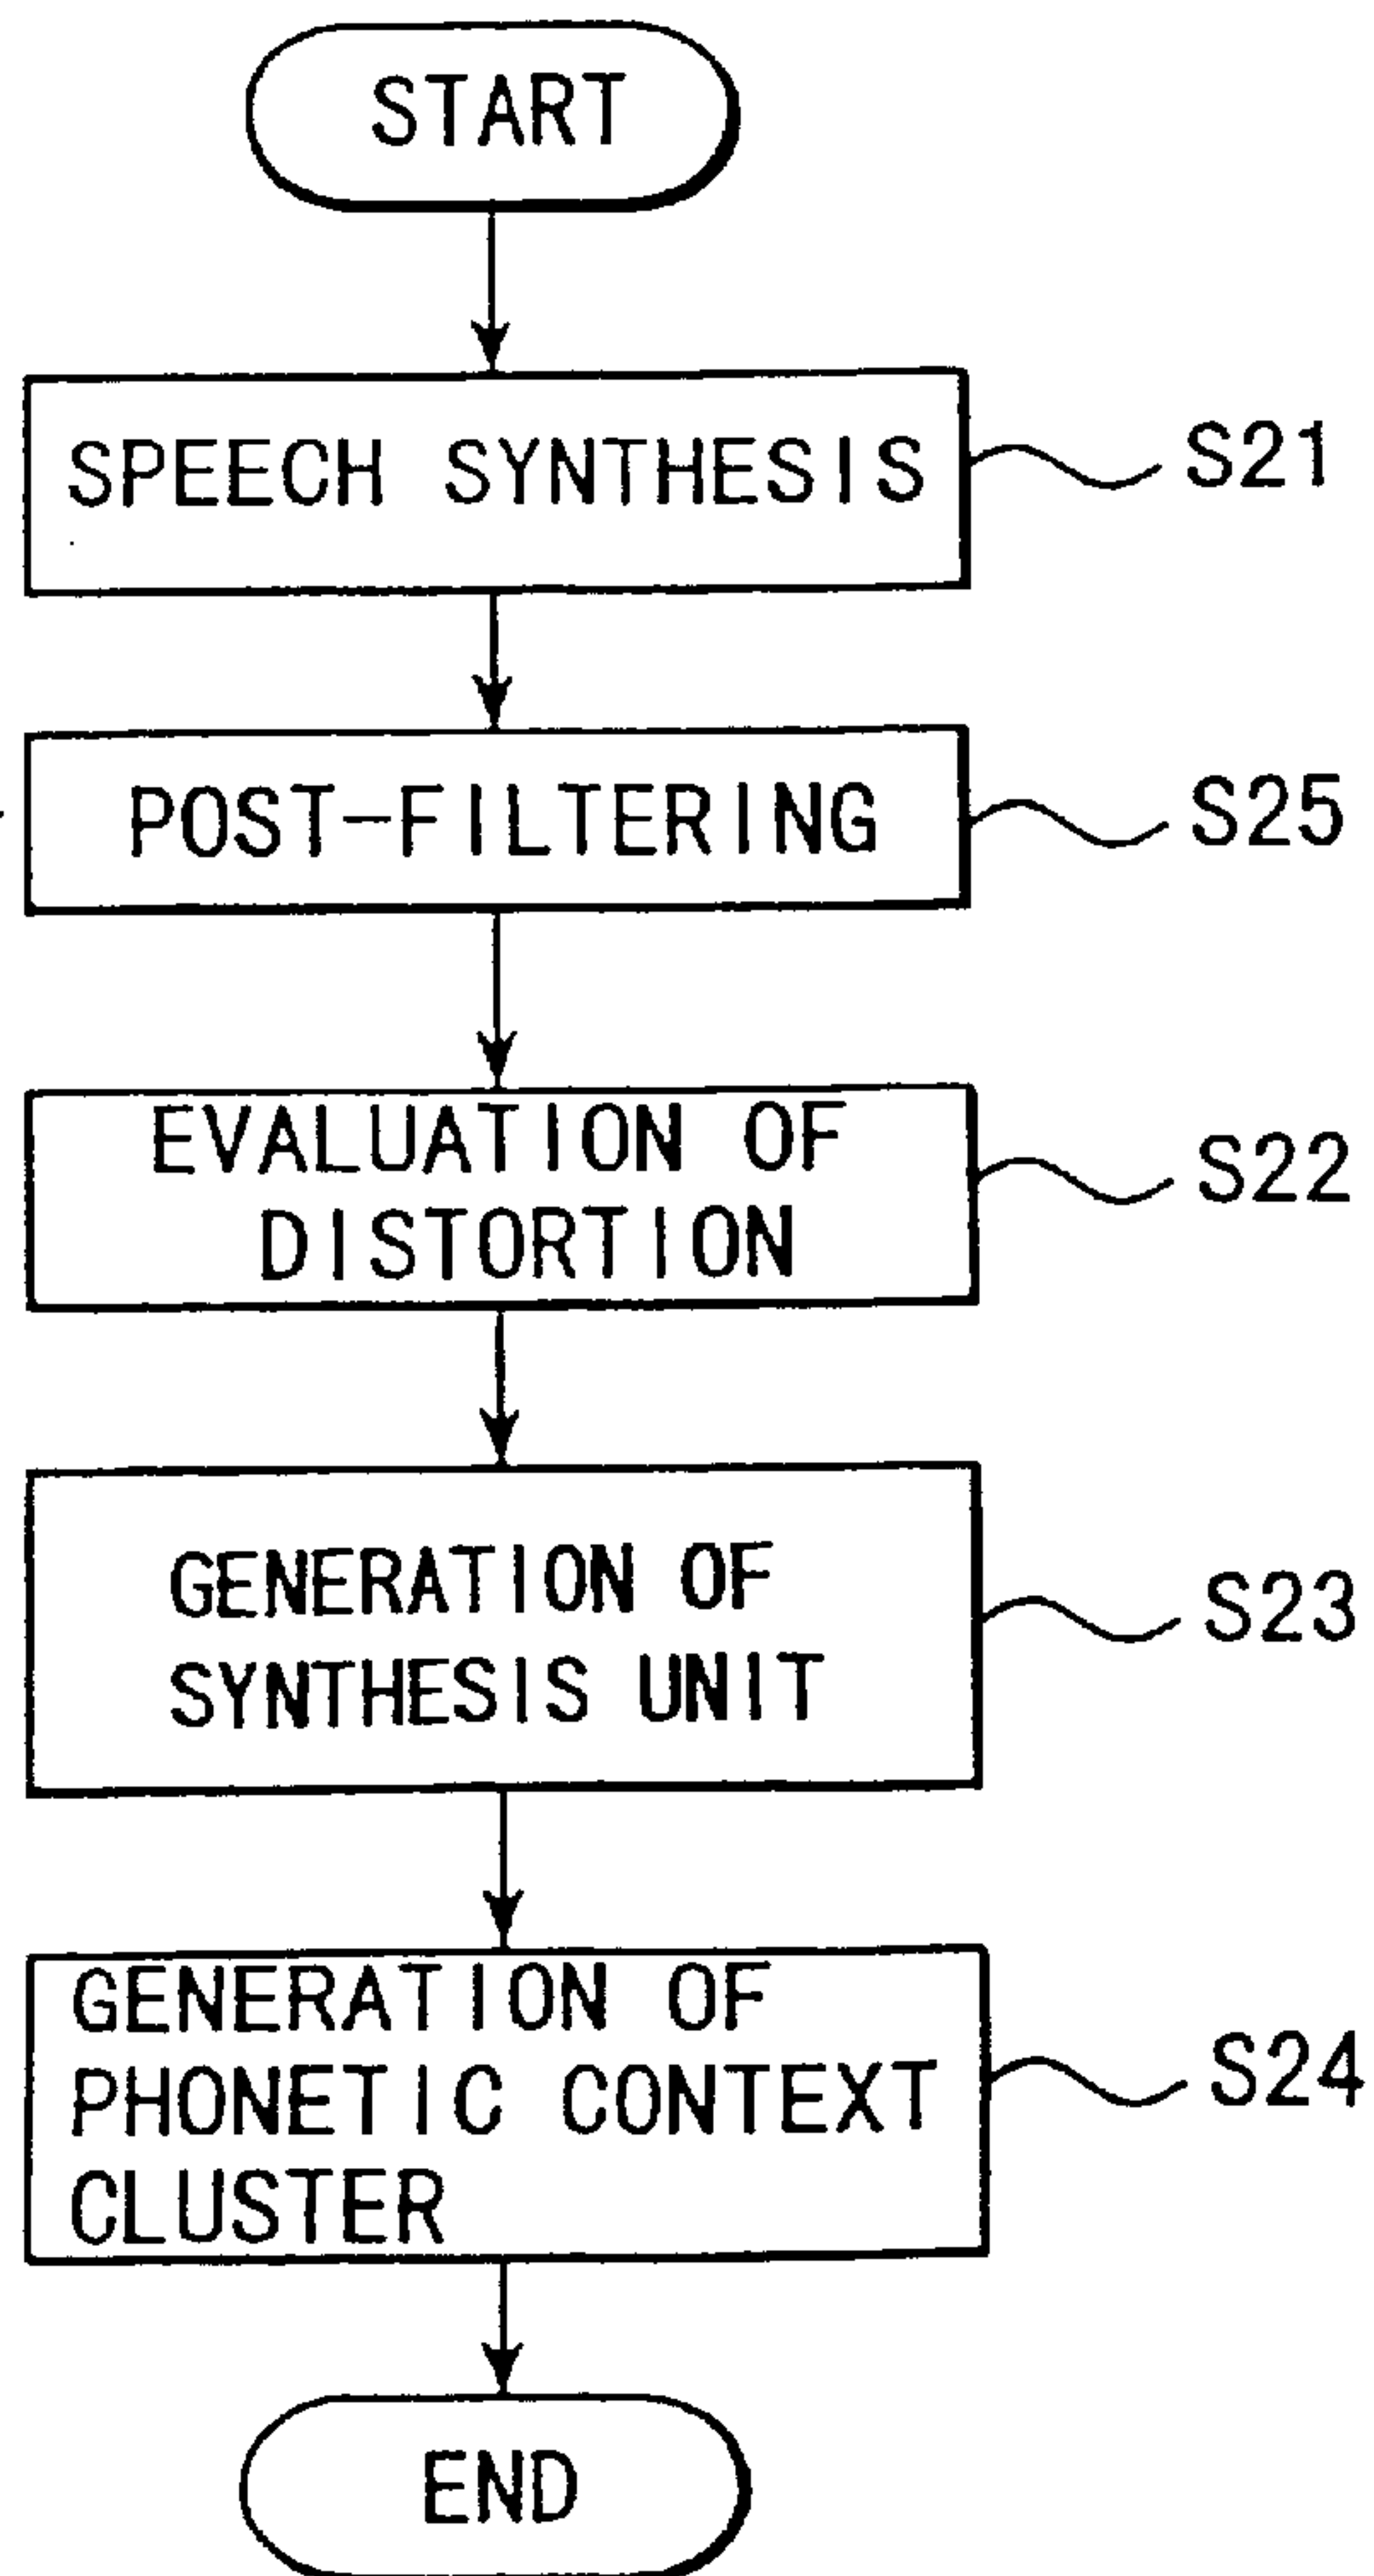 START
SPEECH SYNTHESIS
S21
POST-FILTERING
S25
EVALUATION OF
DISTORTION
S22
GENERATION OF
SYNTHESIS UNIT
S23
GENERATION OF
PHONETIC CONTEXT
CLUSTER
S24
END